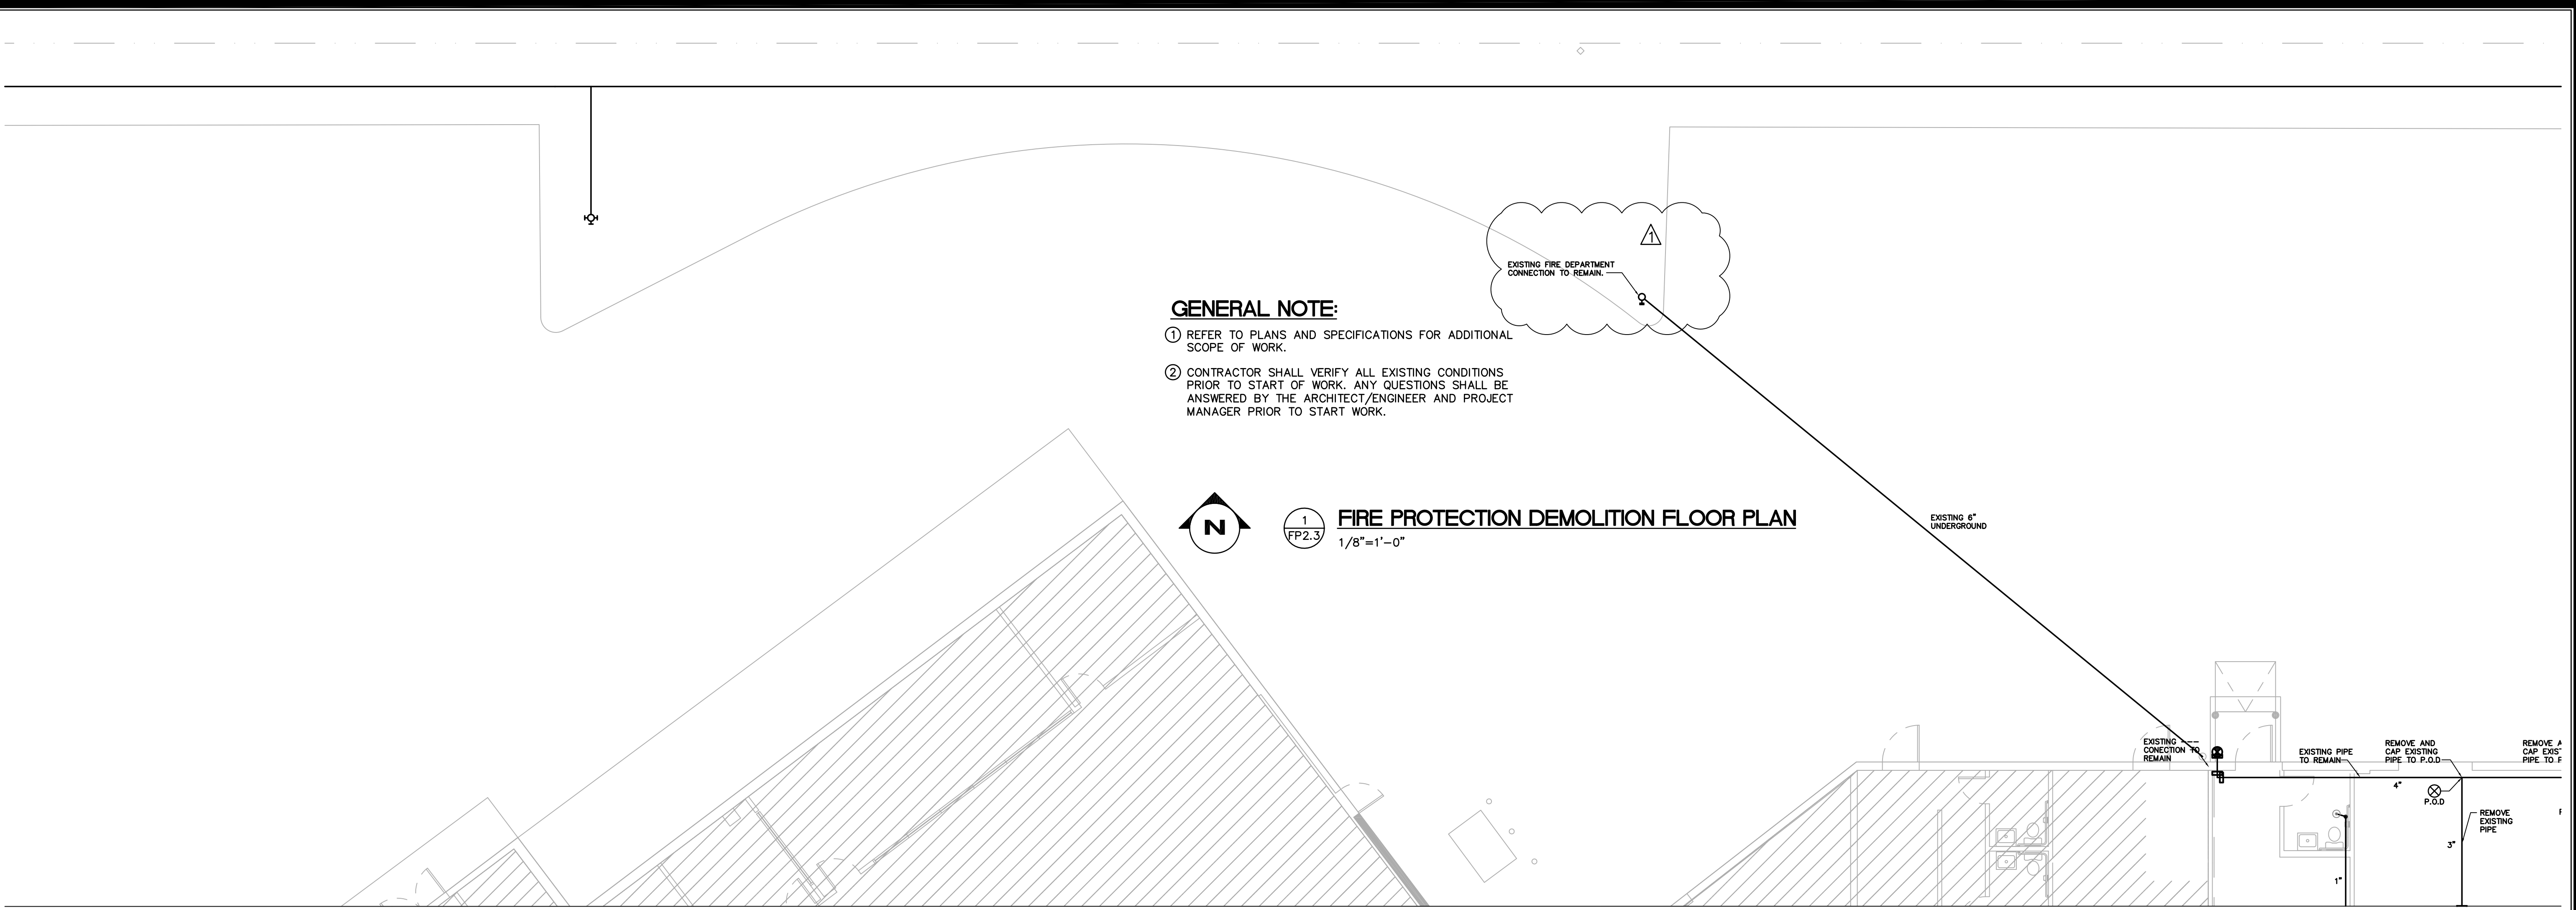 1
EXISTING FIRE DEPARTMENT
CONNECTION TO REMAIN.
GENERAL NOTE:
1 REFER TO PLANS AND SPECIFICATIONS FOR ADDITIONAL
SCOPE OF WORK.
2 CONTRACTOR SHALL VERIFY ALL EXISTING CONDITIONS
PRIOR TO START OF WORK. ANY QUESTIONS SHALL BE
ANSWERED BY THE ARCHITECT/ENGINEER AND PROJECT
MANAGER PRIOR TO START WORK.
N
1
FP2.3
FIRE PROTECTION DEMOLITION FLOOR PLAN
1/8"=1'-0"
EXISTING 6"
UNDERGROUND
EXISTING
CONECTION TO
REMAIN
EXISTING PIPE
TO REMAIN
REMOVE AND
CAP EXISTING
PIPE TO P.O.D
REMOVE
CAP
PIPE TO
4"
P.O.D
REMOVE
EXISTING
PIPE
3"
1"